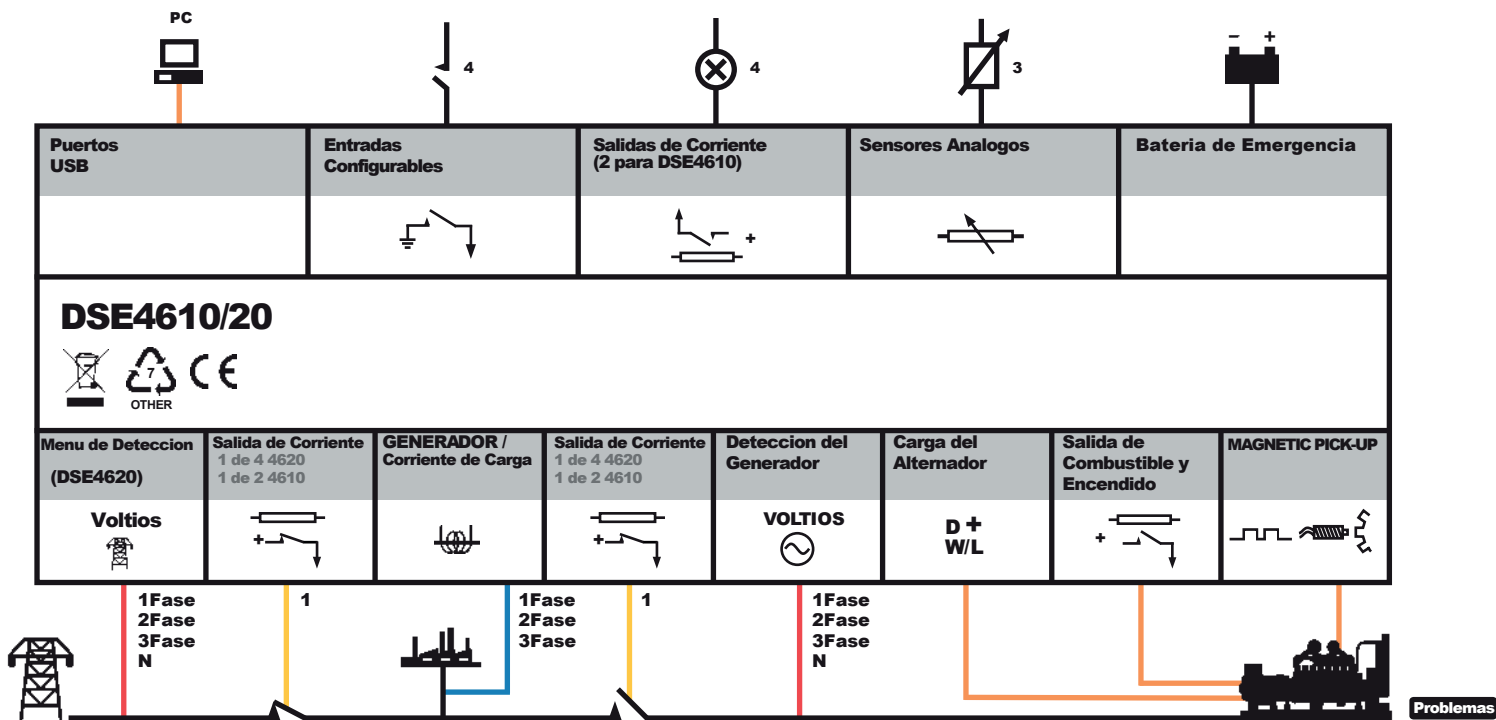 PC
4
4
3
– +
Puertos
USB
Entradas
Configurables
Salidas de Corriente
(2 para DSE4610)
Sensores Analogos
Bateria de Emergencia
+
DSE4610/20
7
OTHER
CE
Menu de Deteccion
(DSE4620)
Salida de Corriente
1 de 4 4620
1 de 2 4610
GENERADOR /
Corriente de Carga
Salida de Corriente
1 de 4 4620
1 de 2 4610
Deteccion del
Generador
Carga del
Alternador
Salida de
Combustible y
Encendido
MAGNETIC PICK-UP
Voltios
+
+
VOLTIOS
D +
W/L
+
1Fase
2Fase
3Fase
N
1
1Fase
2Fase
3Fase
1
1Fase
2Fase
3Fase
N
Problemas